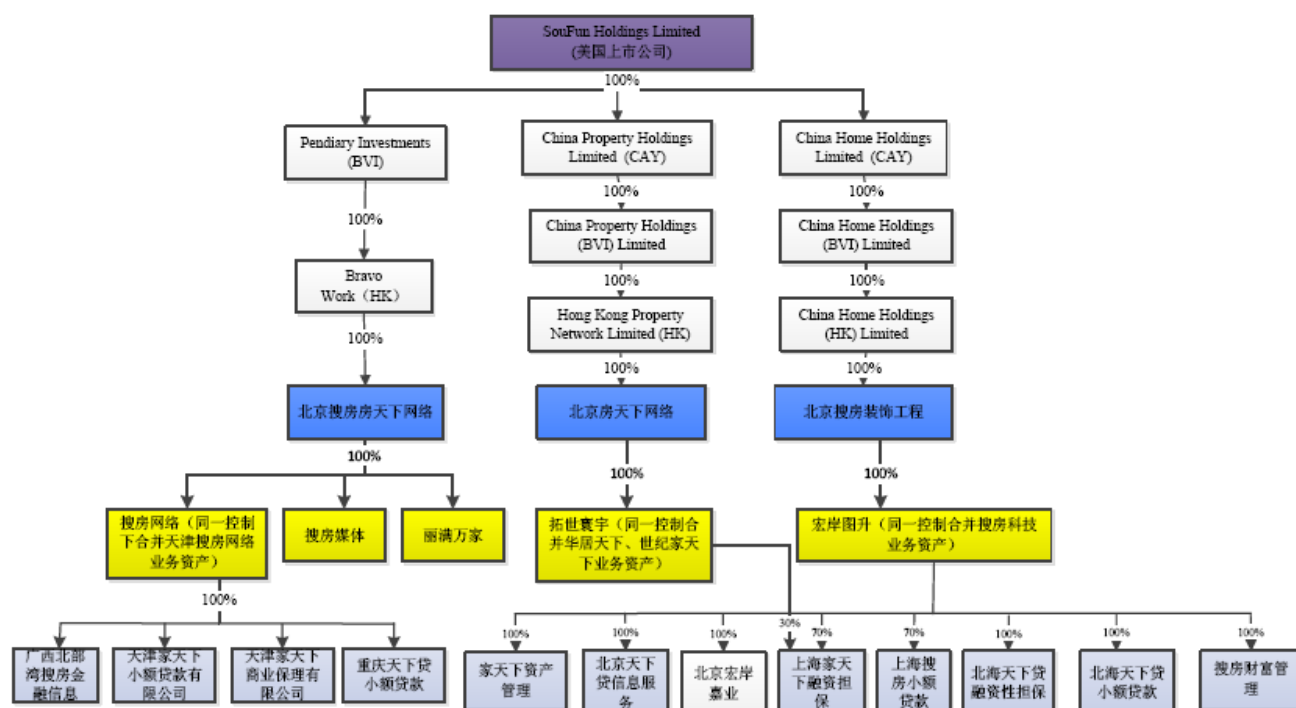 SouFun Holdings Limited
(美国上市公司)
100%
Pendiary Investments
(BVI)
China Property Holdings
Limited (CAY)
China Home Holdings
Limited (CAY)
100%
100%
100%
China Property Holdings
(BVI) Limited
China Home Holdings
(BVI) Limited
Bravo
Work（HK）
100%
100%
Hong Kong Property
Network Limited (HK)
China Home Holdings
(HK) Limited
100%
100%
100%
北京搜房房天下网络
北京房天下网络
北京搜房装饰工程
100%
100%
100%
搜房网络（同一控制
下合并天津搜房网络
业务资产）
搜房媒体
丽满万家
拓世寰宇（同一控制合
并华居天下、世纪家天
下业务资产）
宏岸图升（同一控制合并搜房科技
业务资产）
100%
100%
100%
100%
30%
70%
70%
100%
100%
100%
广西北部
湾搜房金
融信息
天津家天下
小额贷款有
限公司
天津家天下
商业保理有
限公司
重庆天下贷
小额贷款
家天下资产
管理
北京天下
贷信息服
务
北京宏岸
嘉业
上海家天
下融资担
保
上海搜
房小额
贷款
北海天下贷
融资性担保
北海天下贷
小额贷款
搜房财富管
理